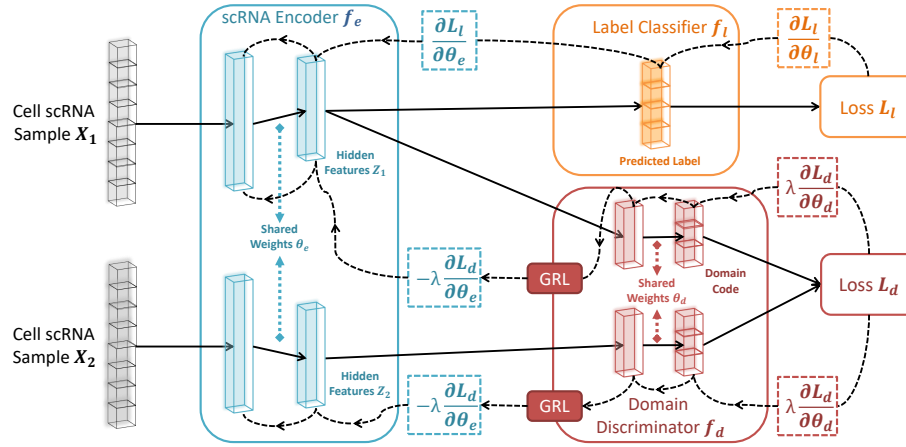 scRNA Encoder f_e
∂L_l
∂θ_e
Label Classifier f_l
∂L_l
∂θ_l
Cell scRNA
Sample X_1
Hidden
Features Z_1
Predicted Label
Loss L_l
Shared
Weights θ_e
−λ ∂L_d
∂θ_e
GRL
Shared
Weights θ_d
Domain
Code
λ ∂L_d
∂θ_d
Loss L_d
Cell scRNA
Sample X_2
Hidden
Features Z_2
−λ ∂L_d
∂θ_e
GRL
Domain
Discriminator f_d
λ ∂L_d
∂θ_d